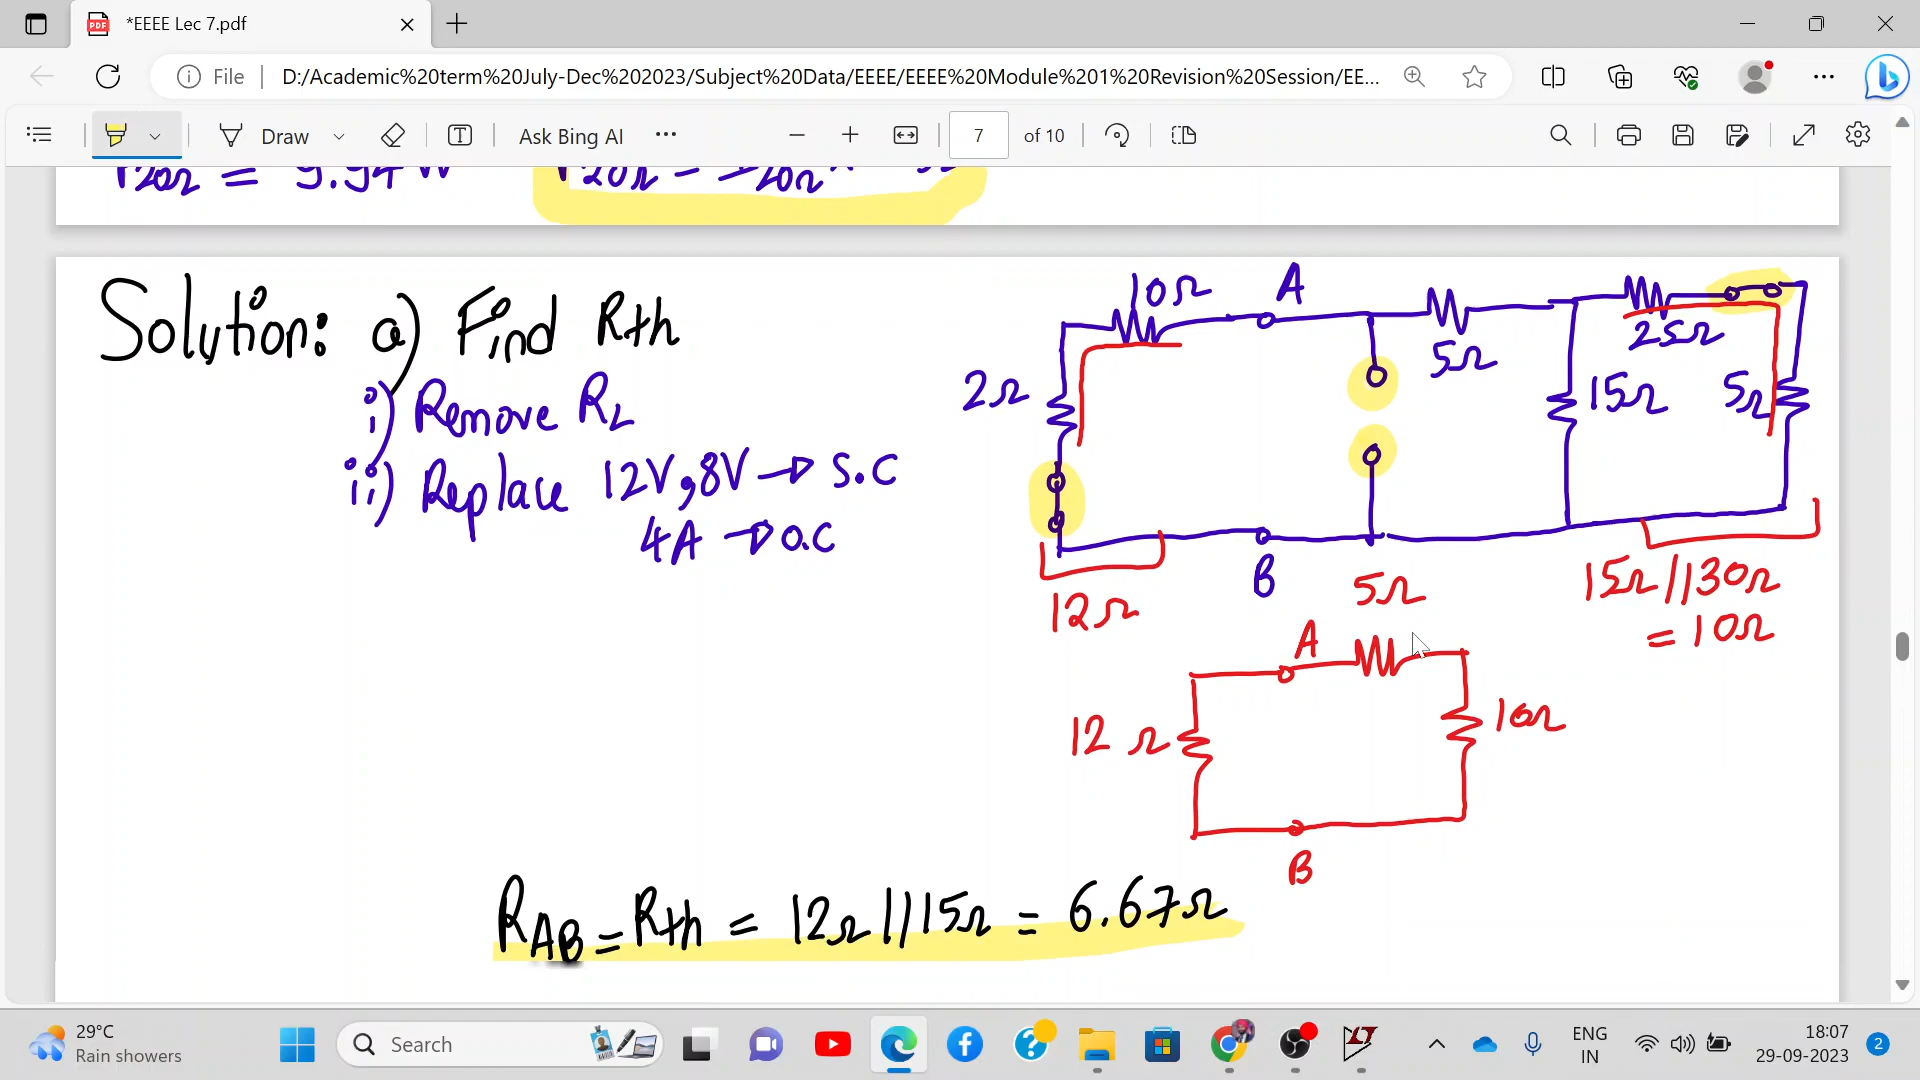 *EEEE Lec 7.pdf
File
D:/Academic%20term%20July-Dec%202023/Subject%20Data/EEEE/EEEE%20Module%201%20Revision%20Session/EE...
Draw
Ask Bing AI
7 of 10
Solution: a) Find Rth
i) Remove RL
ii) Replace 12V, 8V → S.C
4A → O.C
10Ω A
2Ω
5Ω
25Ω
15Ω
5Ω
B
12Ω
15Ω//30Ω
= 10Ω
5Ω
A
12 Ω
10Ω
B
RAB = Rth = 12Ω//15Ω = 6.67Ω
29°C
Rain showers
Search
ENG
IN
18:07
29-09-2023
2